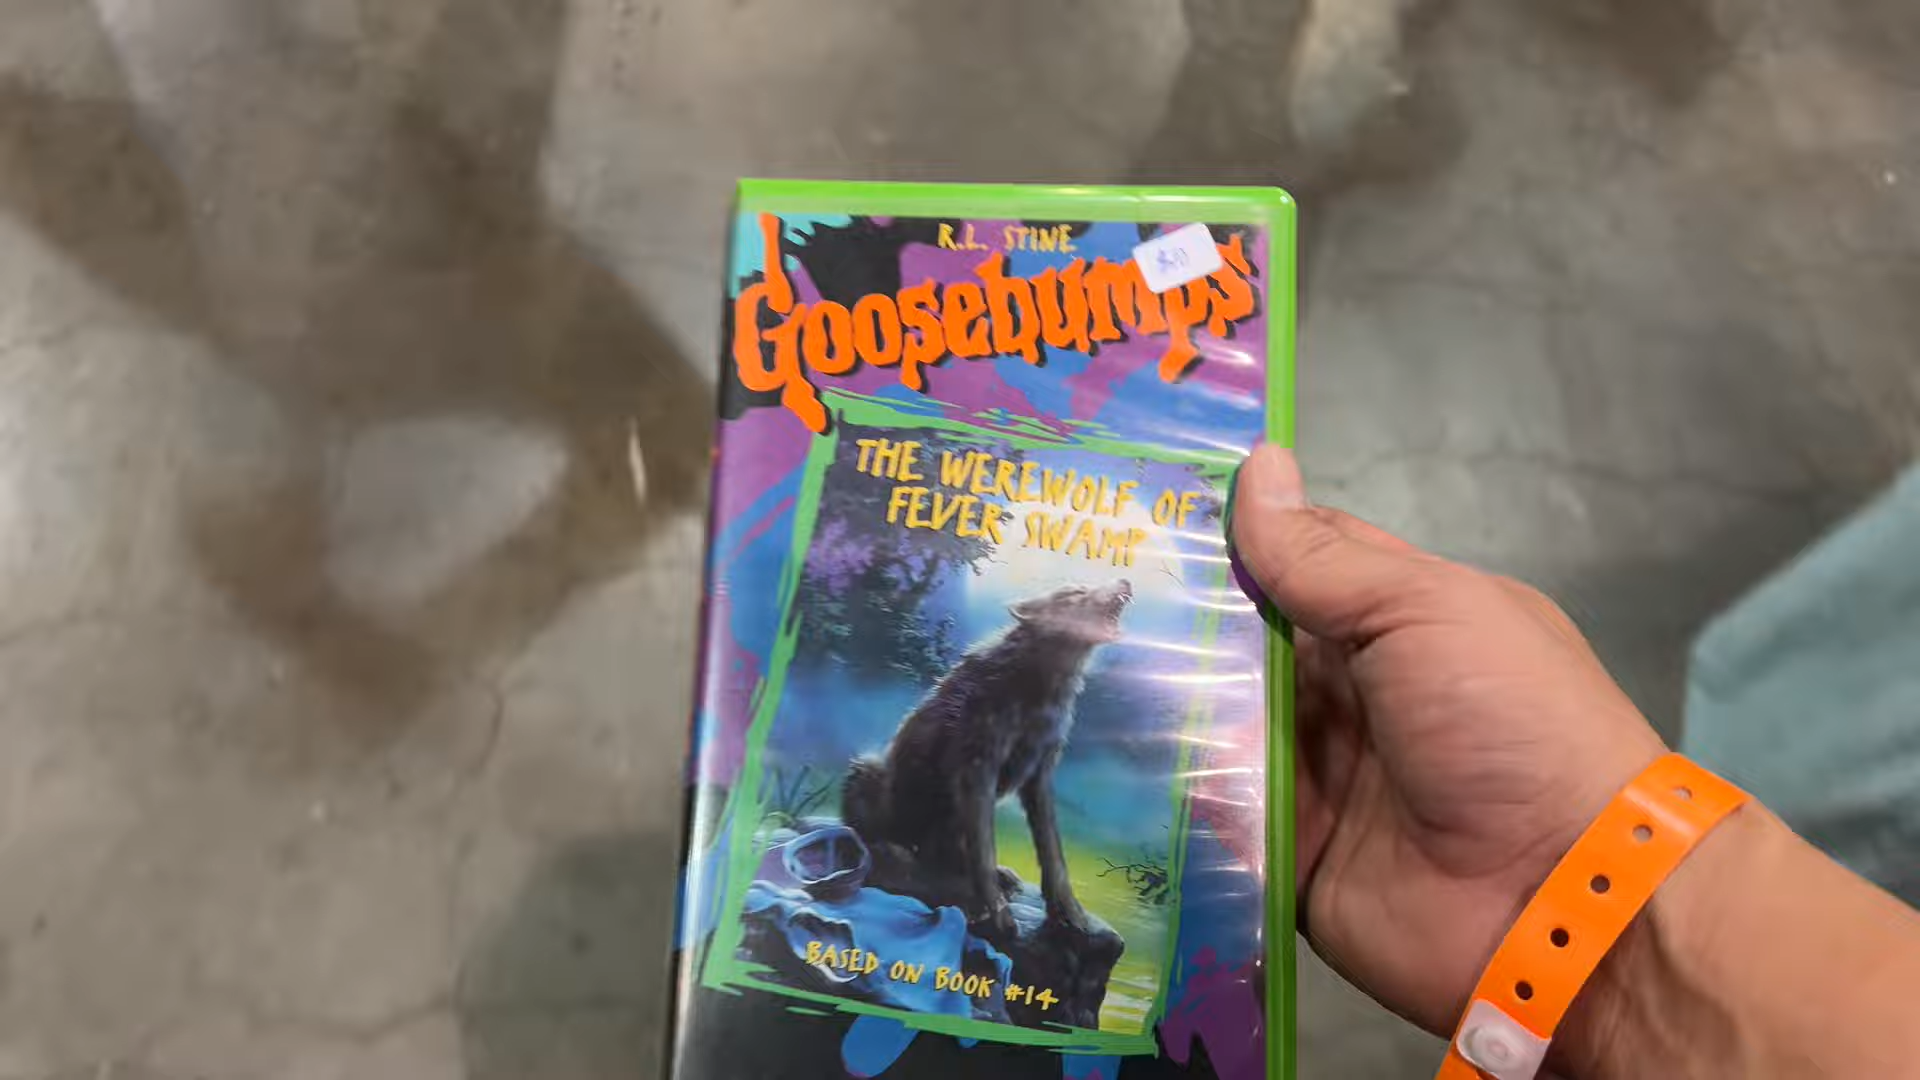 R.L. STINE
Goosebumps
THE WEREWOLF OF
FEVER SWAMP
BASED ON BOOK #14